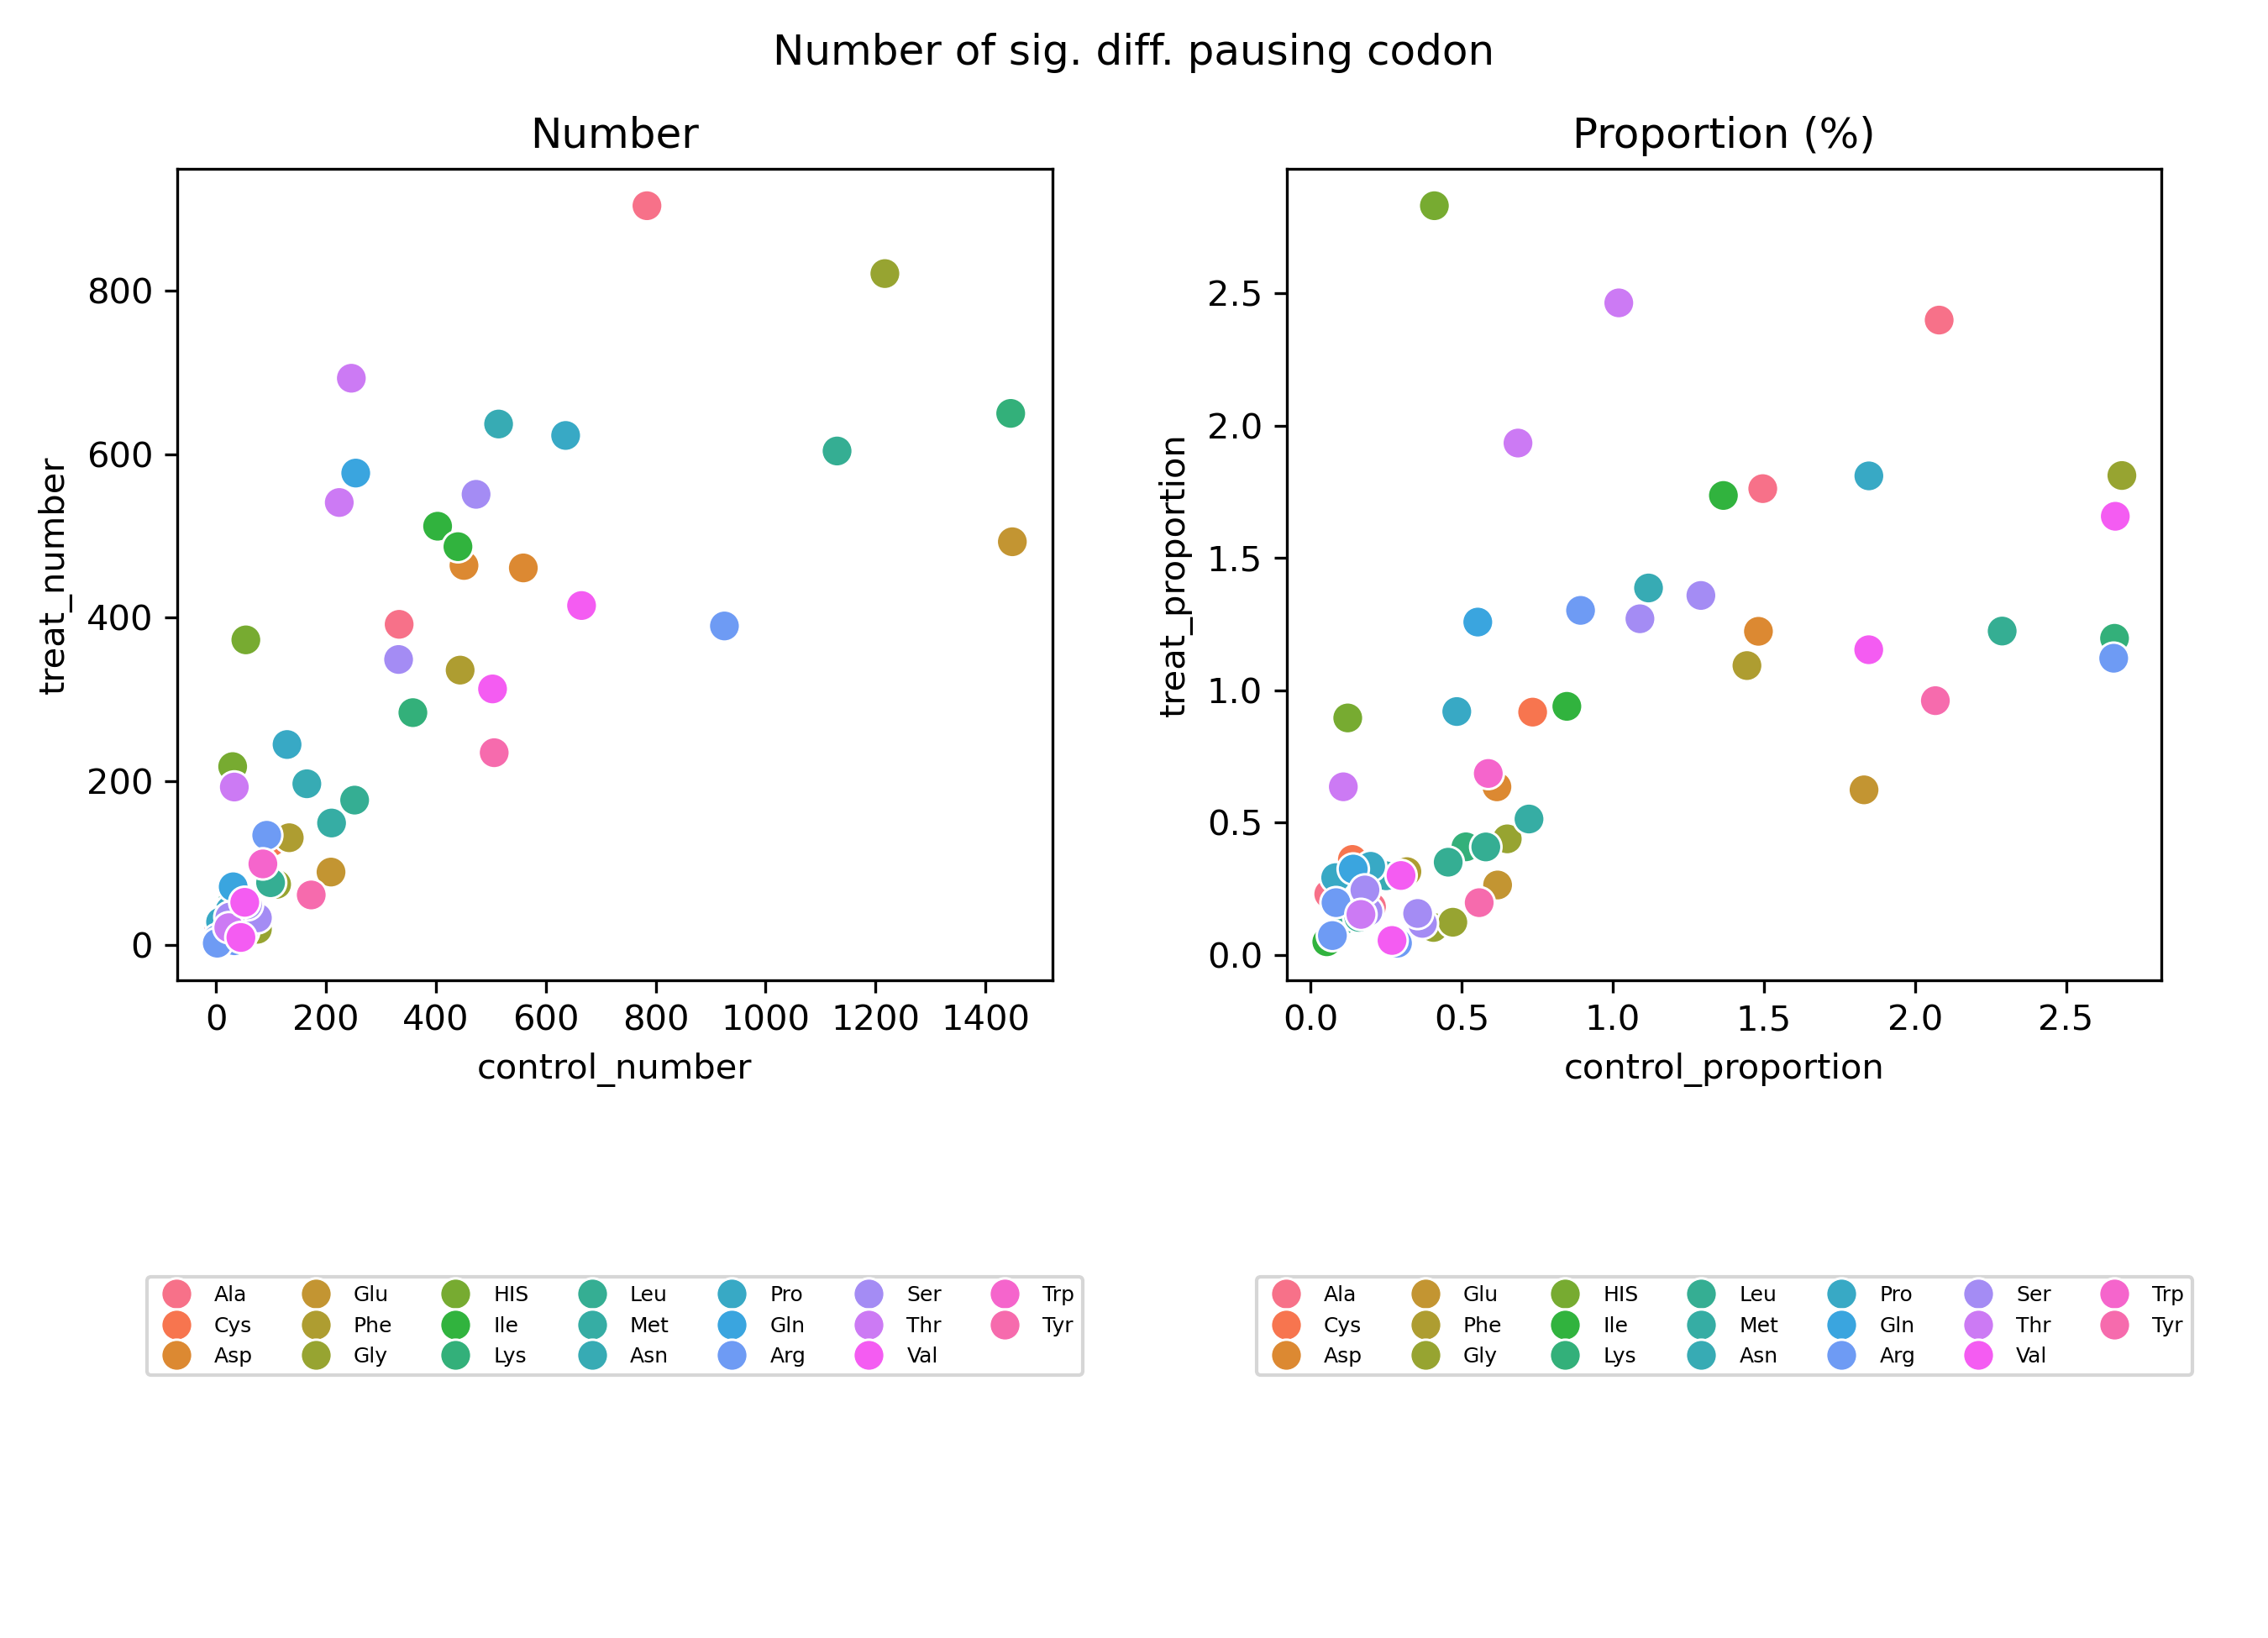 Number of sig. diff. pausing codon
Number
Proportion (%)
treat_number
800
600
400
200
0
0 200 400 600 800 1000 1200 1400
control_number
treat_proportion
2.5
2.0
1.5
1.0
0.5
0.0
0.0 0.5 1.0 1.5 2.0 2.5
control_proportion
Ala Glu HIS Leu Pro Ser Trp
Cys Phe Ile Met Gln Thr Tyr
Asp Gly Lys Asn Arg Val
Ala Glu HIS Leu Pro Ser Trp
Cys Phe Ile Met Gln Thr Tyr
Asp Gly Lys Asn Arg Val